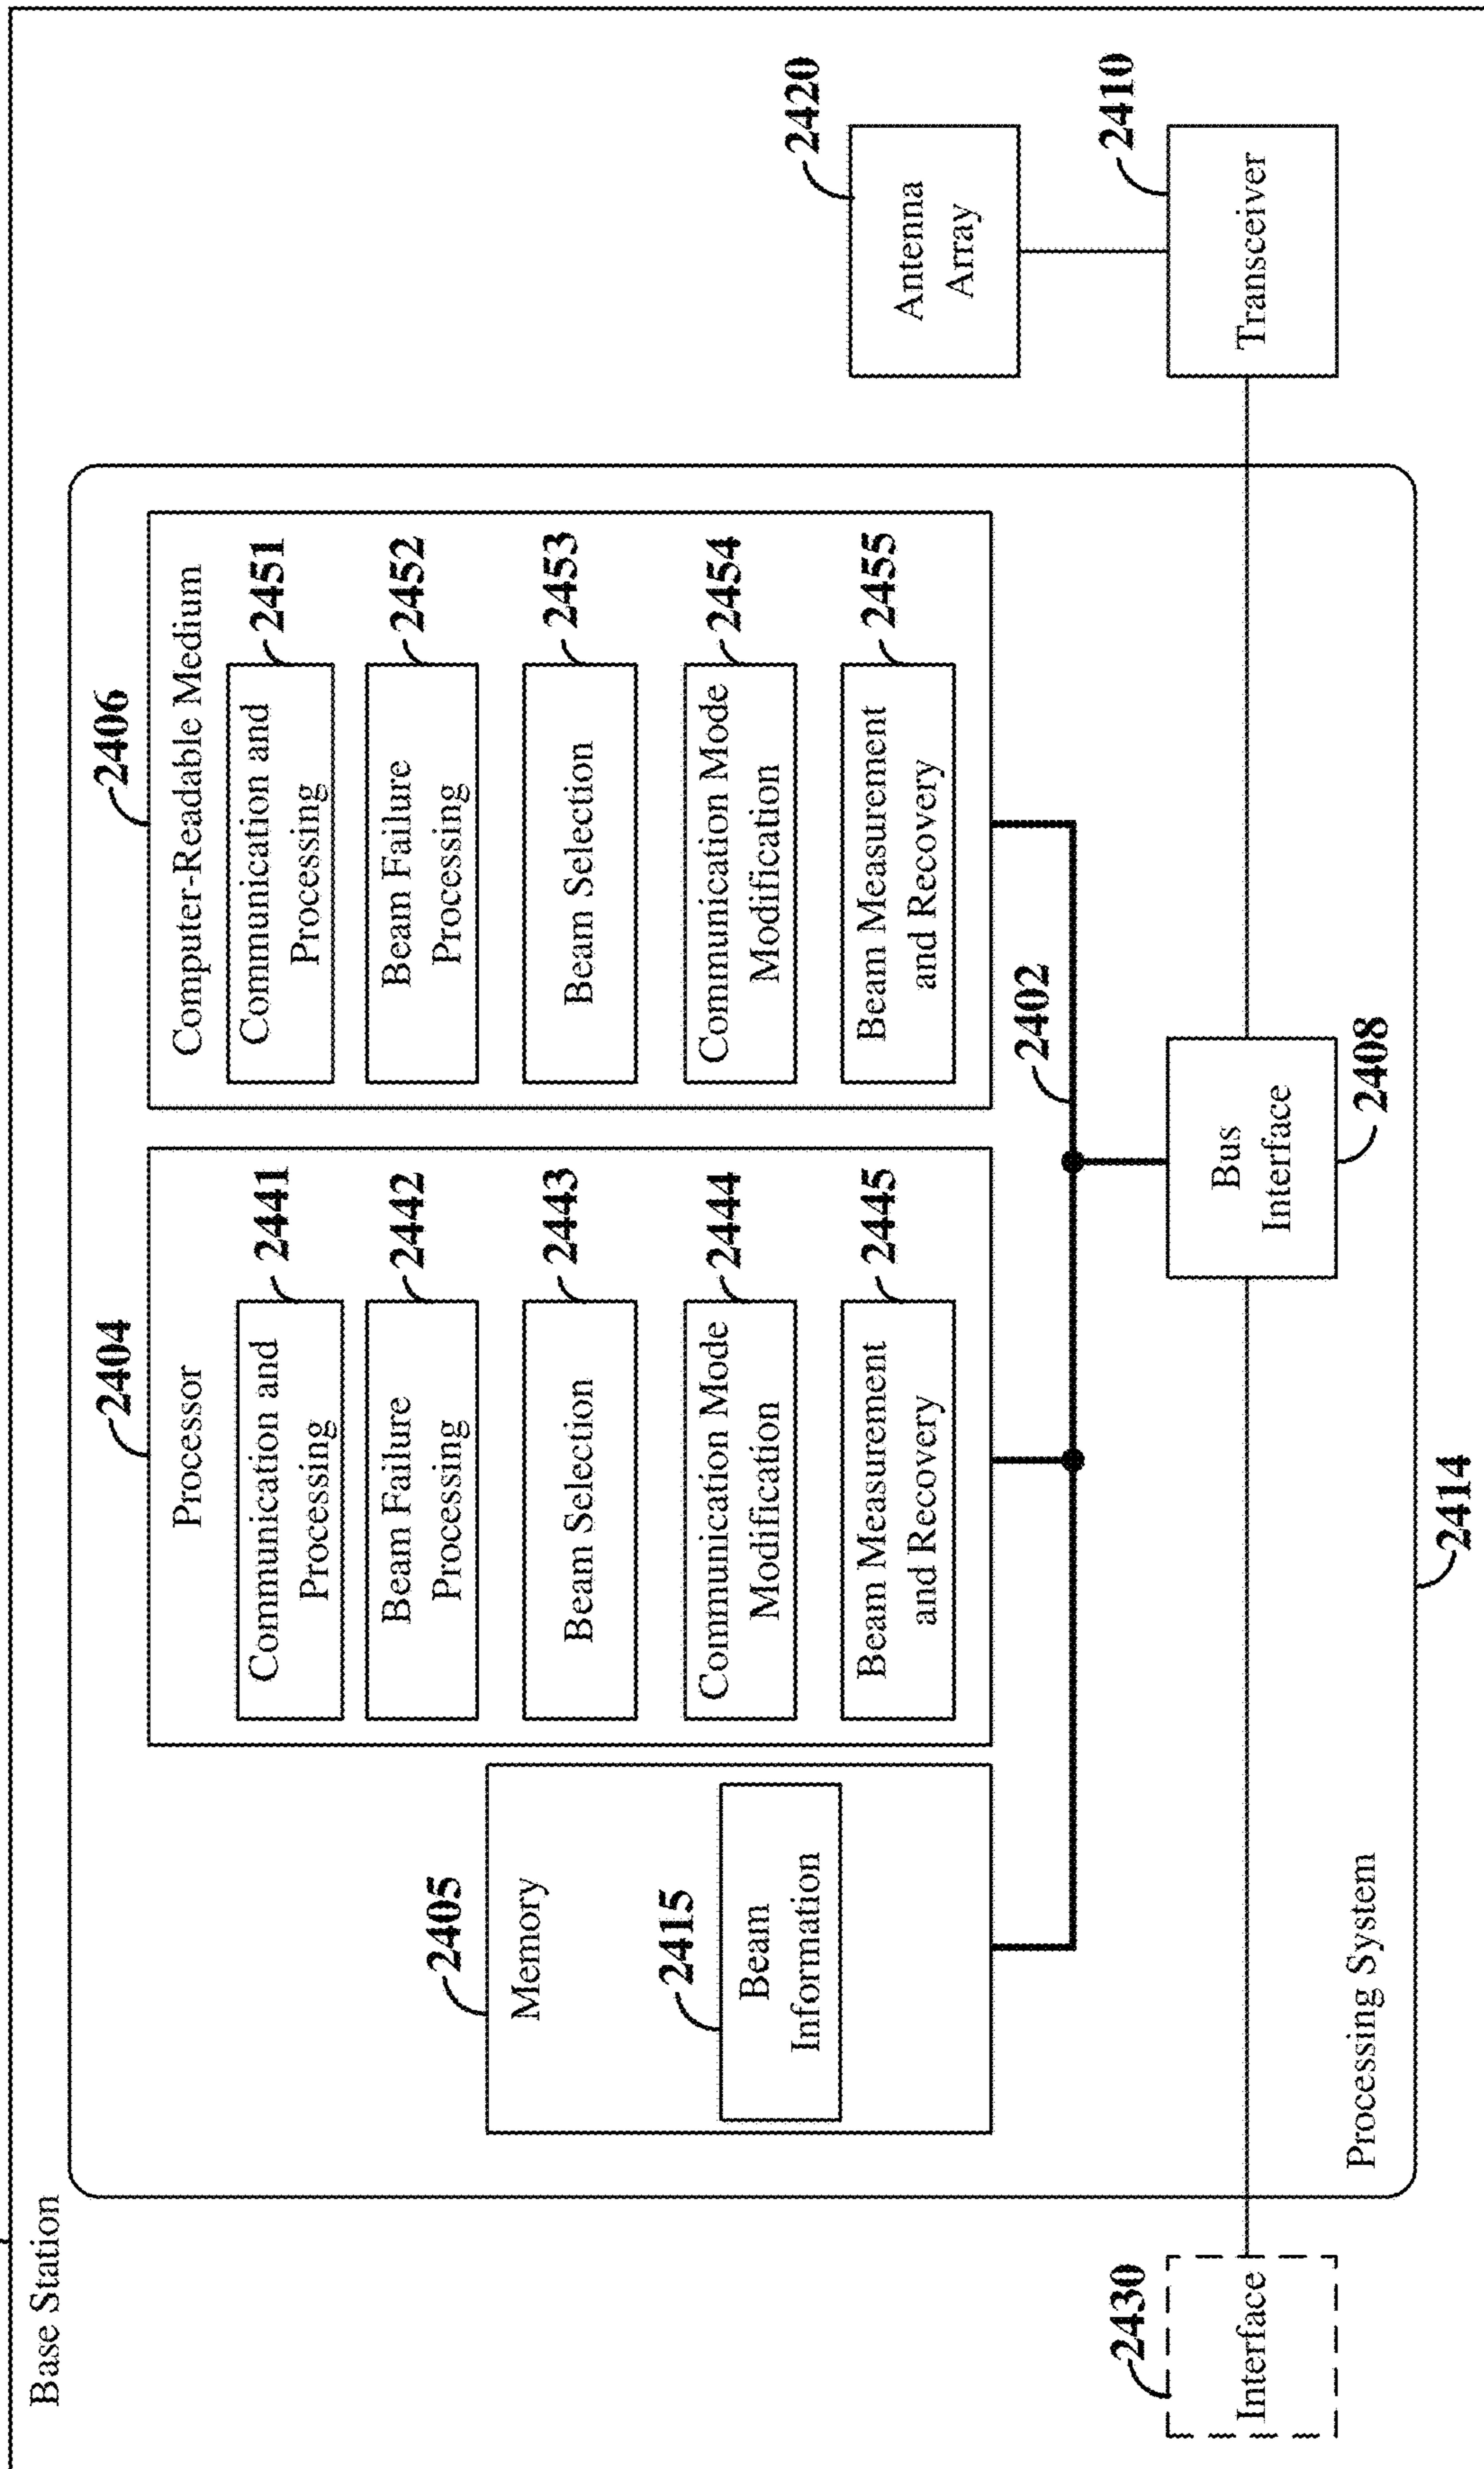 Base Station
2405
Memory
2415
Beam
Information
2404
Processor
Communication and
Processing
2441
Beam Failure
Processing
2442
Beam Selection
2443
Communication Mode
Modification
2444
Beam Measurement
and Recovery
2445
2406
Computer-Readable Medium
Communication and
Processing
2451
Beam Failure
Processing
2452
Beam Selection
2453
Communication Mode
Modification
2454
Beam Measurement
and Recovery
2455
2402
2420
Antenna
Array
2430
Interface
Bus
Interface
2408
2410
Transceiver
Processing System
2414